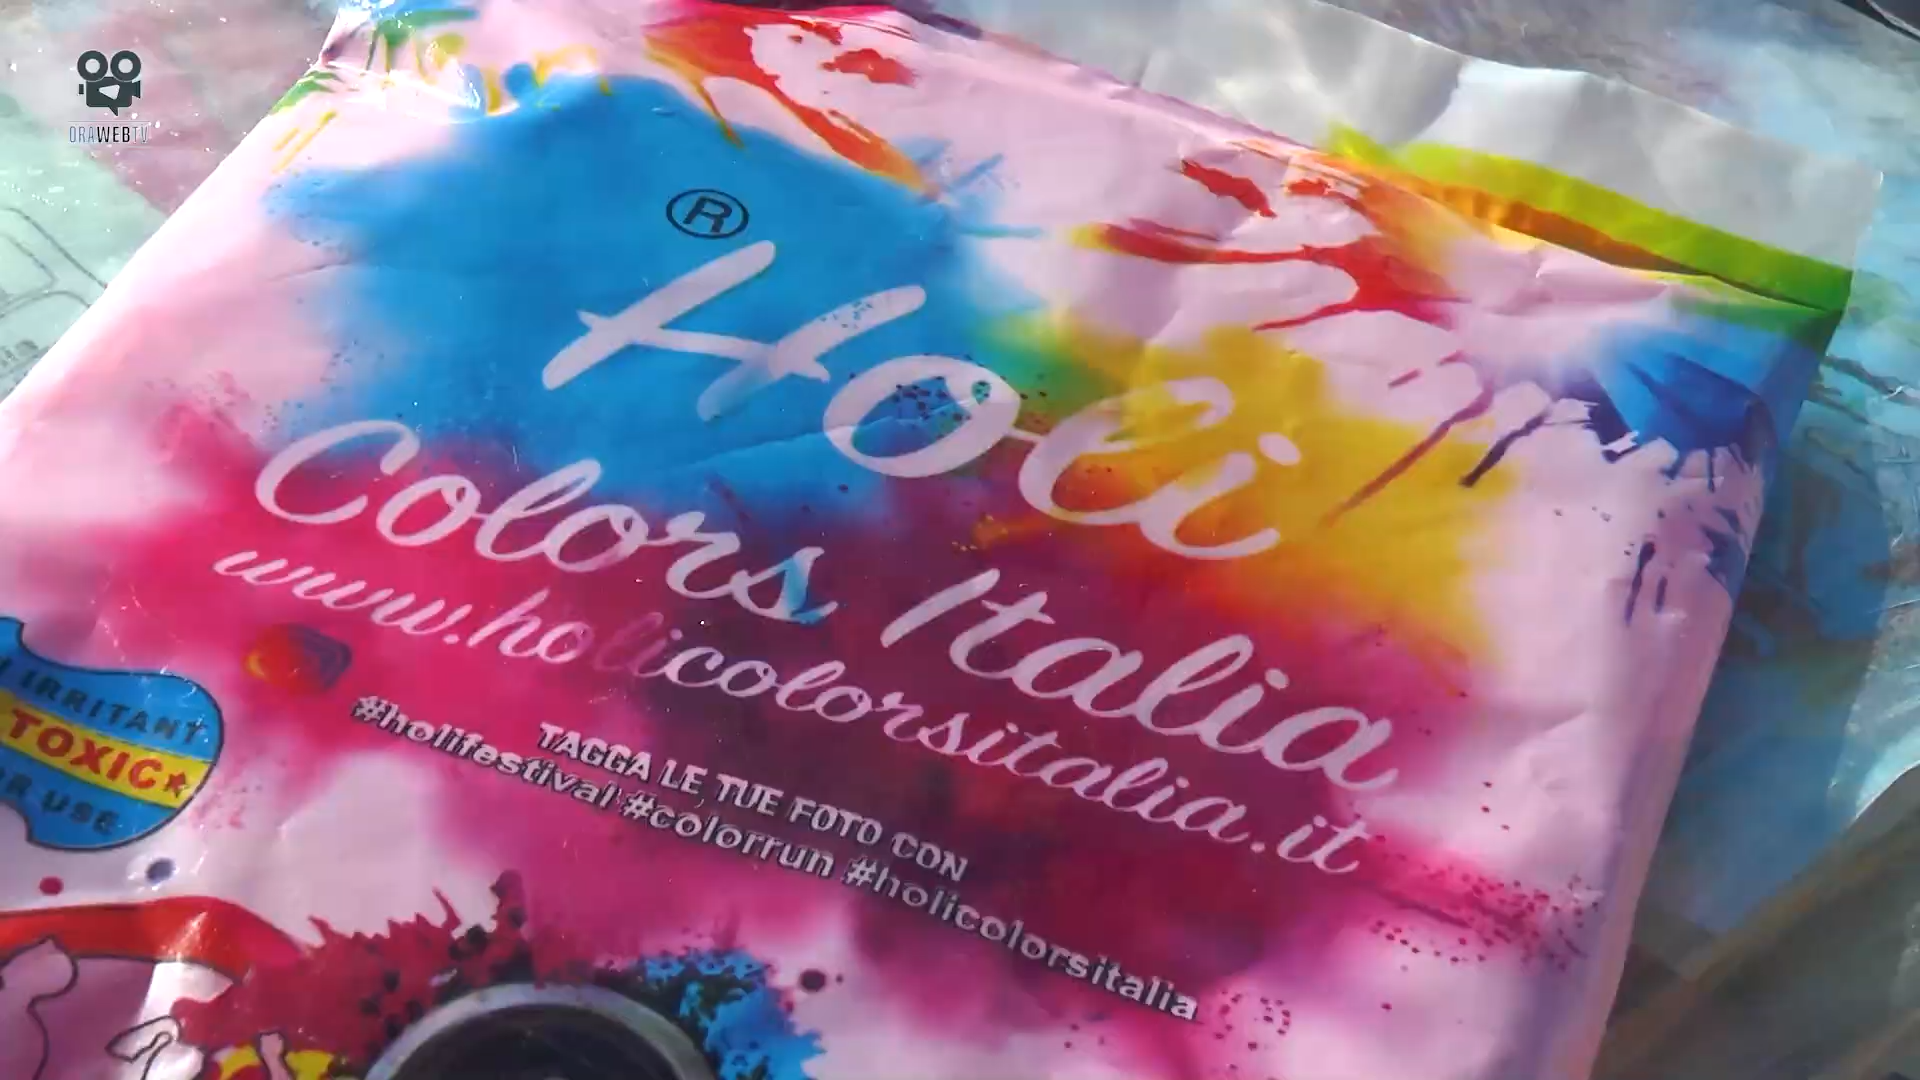 ORAWEBTV
®
Holi
Colors Italia
www.holicolorsitalia.it
TAGGA LE TUE FOTO CON
#holifestival #colorrun #holicolorsitalia
IRRITANT
TOXIC
USE